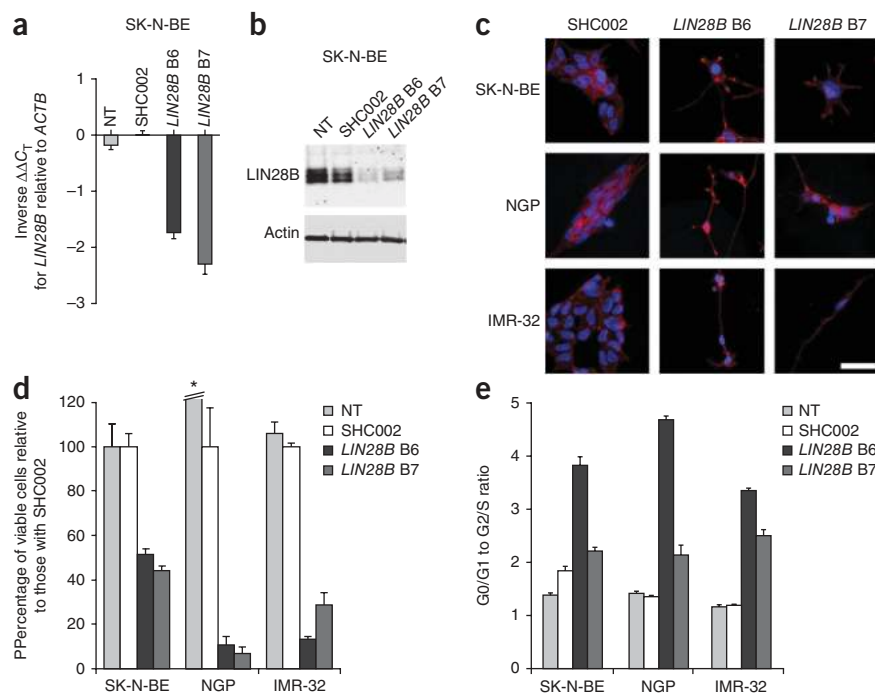 a
SK-N-BE
NT
SHC002
LIN28B B6
LIN28B B7
1
0
–1
–2
–3
Inverse ΔΔCT
for LIN28B relative to ACTB
b
SK-N-BE
NT
SHC002
LIN28B B6
LIN28B B7
LIN28B
Actin
c
SHC002
LIN28B B6
LIN28B B7
SK-N-BE
NGP
IMR-32
d
PPercentage of viable cells relative
to those with SHC002
120
100
80
60
40
20
0
*
SK-N-BE
NGP
IMR-32
NT
SHC002
LIN28B B6
LIN28B B7
e
G0/G1 to G2/S ratio
5
4
3
2
1
0
SK-N-BE
NGP
IMR-32
NT
SHC002
LIN28B B6
LIN28B B7